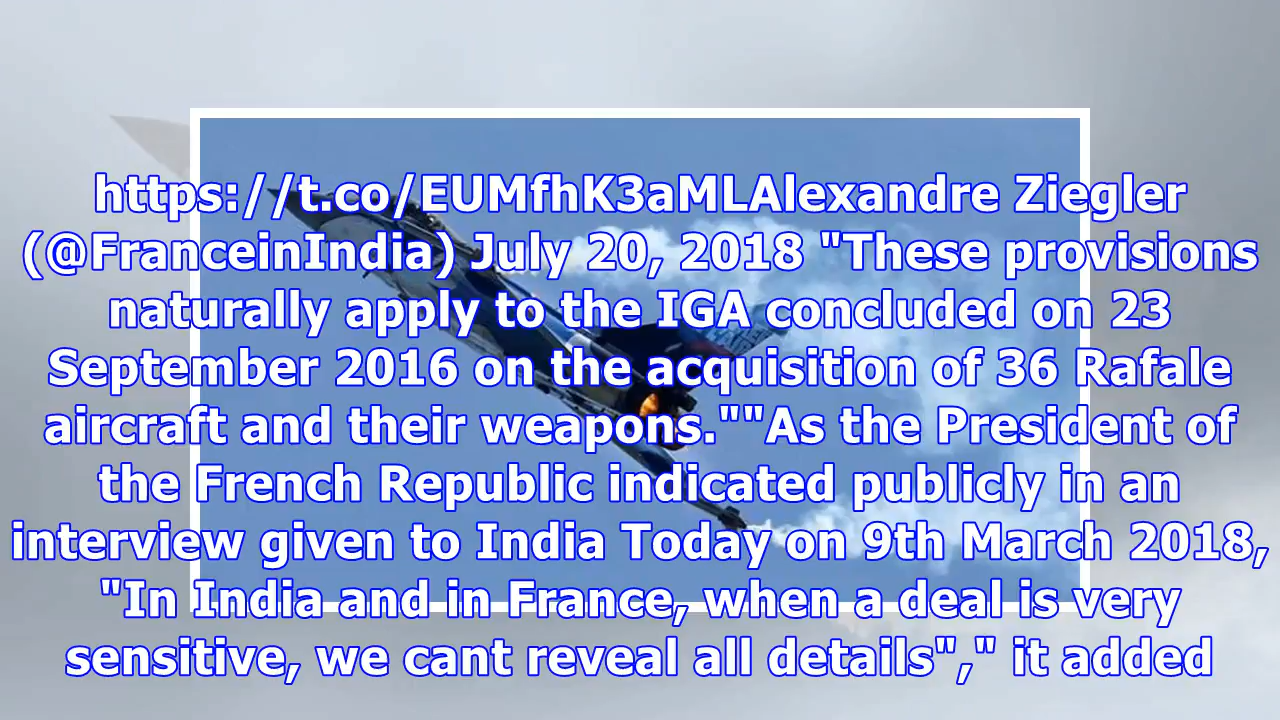 https://t.co/EUMfhK3aMLAlexandre Ziegler
(@FranceinIndia) July 20, 2018 "These provisions
naturally apply to the IGA concluded on 23
September 2016 on the acquisition of 36 Rafale
aircraft and their weapons.""As the President of
the French Republic indicated publicly in an
interview given to India Today on 9th March 2018,
"In India and in France, when a deal is very
sensitive, we cant reveal all details"," it added